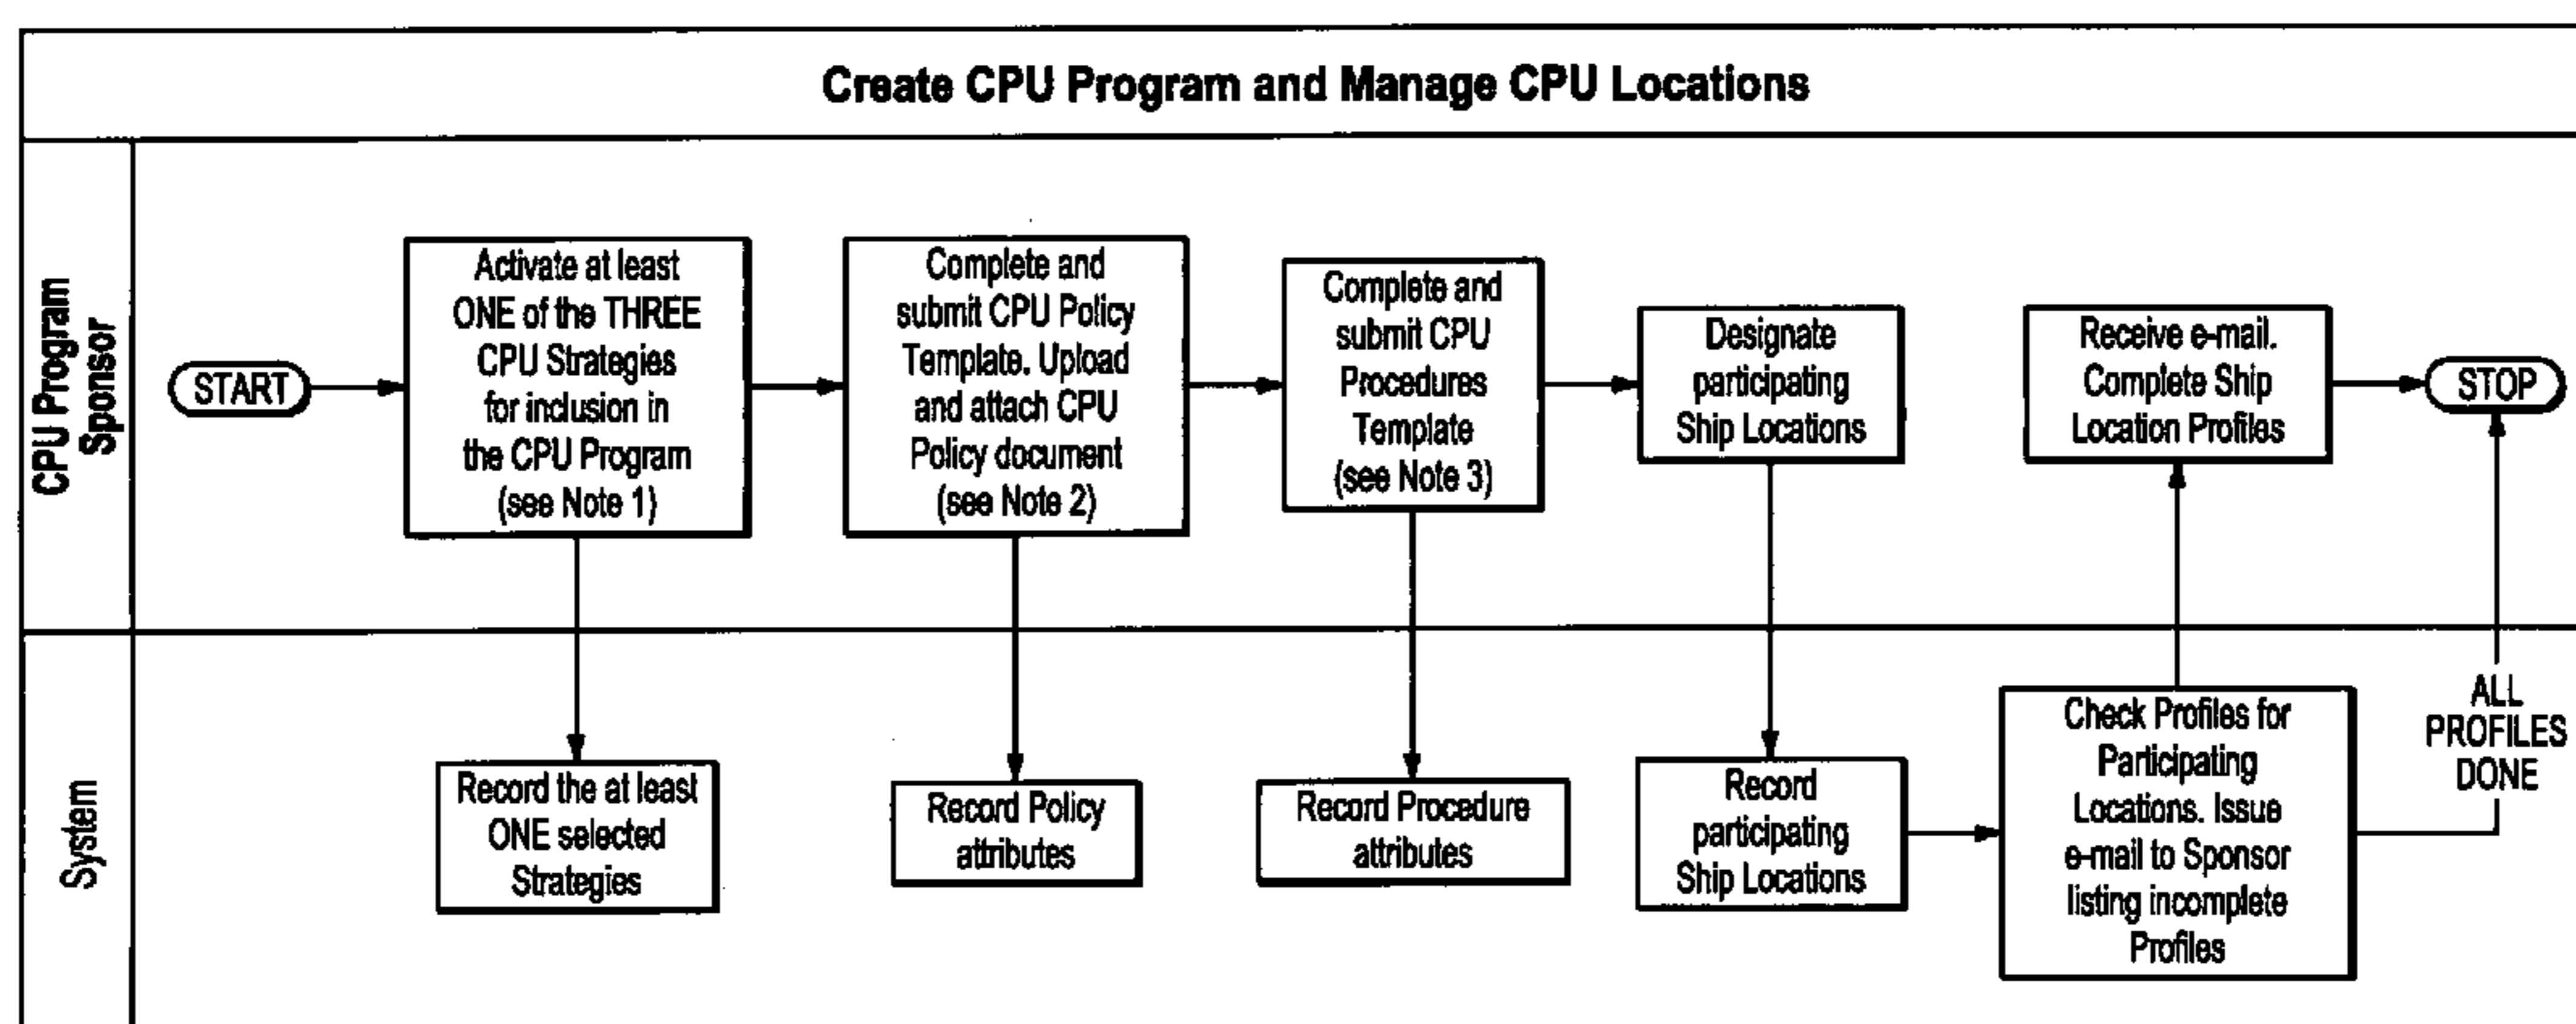 Create CPU Program and Manage CPU Locations
CPU Program
Sponsor
START
Activate at least
ONE of the THREE
CPU Strategies
for inclusion in
the CPU Program
(see Note 1)
Complete and
submit CPU Policy
Template. Upload
and attach CPU
Policy document
(see Note 2)
Complete and
submit CPU
Procedures
Template
(see Note 3)
Designate
participating
Ship Locations
Receive e-mail.
Complete Ship
Location Profiles
STOP
System
Record the at least
ONE selected
Strategies
Record Policy
attributes
Record Procedure
attributes
Record
participating
Ship Locations
Check Profiles for
Participating
Locations. Issue
e-mail to Sponsor
listing incomplete
Profiles
ALL
PROFILES
DONE